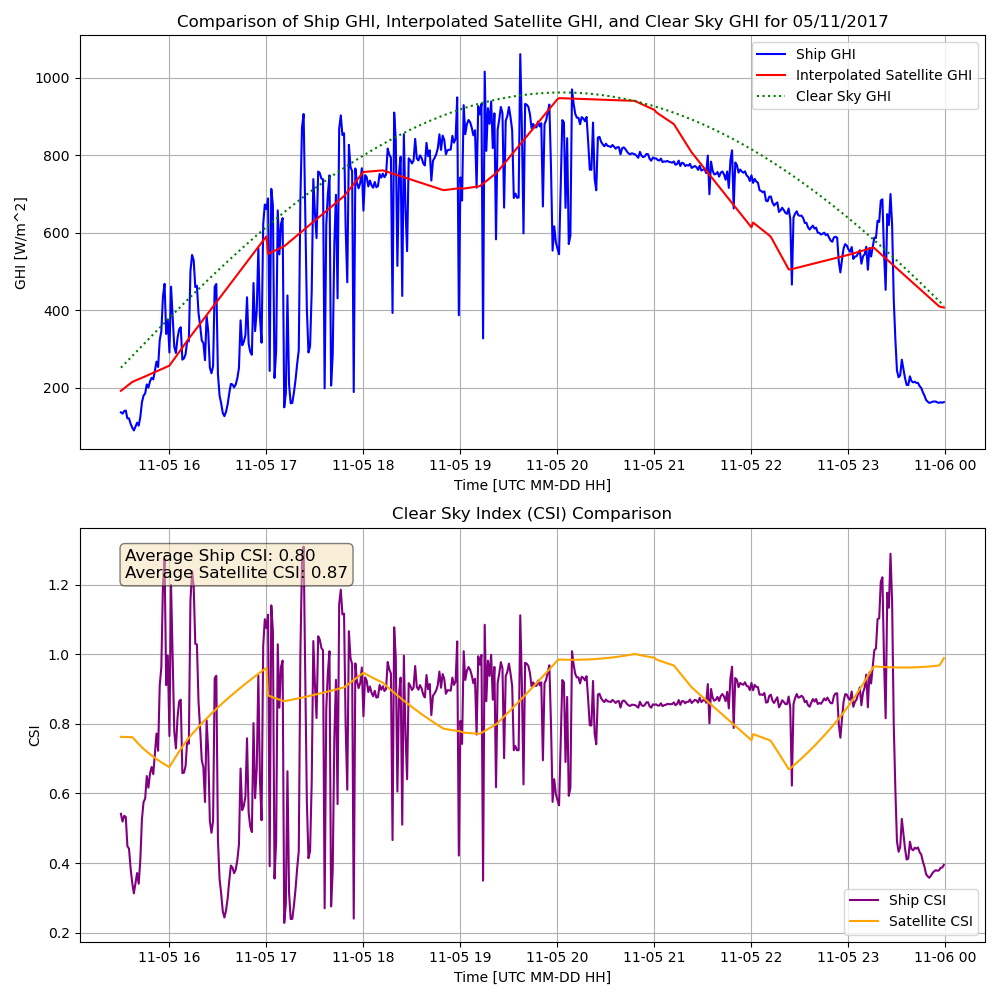 Comparison of Ship GHI, Interpolated Satellite GHI, and Clear Sky GHI for 05/11/2017
Ship GHI
Interpolated Satellite GHI
Clear Sky GHI
GHI [W/m^2]
1000
800
600
400
200
11-05 16 11-05 17 11-05 18 11-05 19 11-05 20 11-05 21 11-05 22 11-05 23 11-06 00
Time [UTC MM-DD HH]
Clear Sky Index (CSI) Comparison
Average Ship CSI: 0.80
Average Satellite CSI: 0.87
CSI
1.2
1.0
0.8
0.6
0.4
0.2
Ship CSI
Satellite CSI
11-05 16 11-05 17 11-05 18 11-05 19 11-05 20 11-05 21 11-05 22 11-05 23 11-06 00
Time [UTC MM-DD HH]